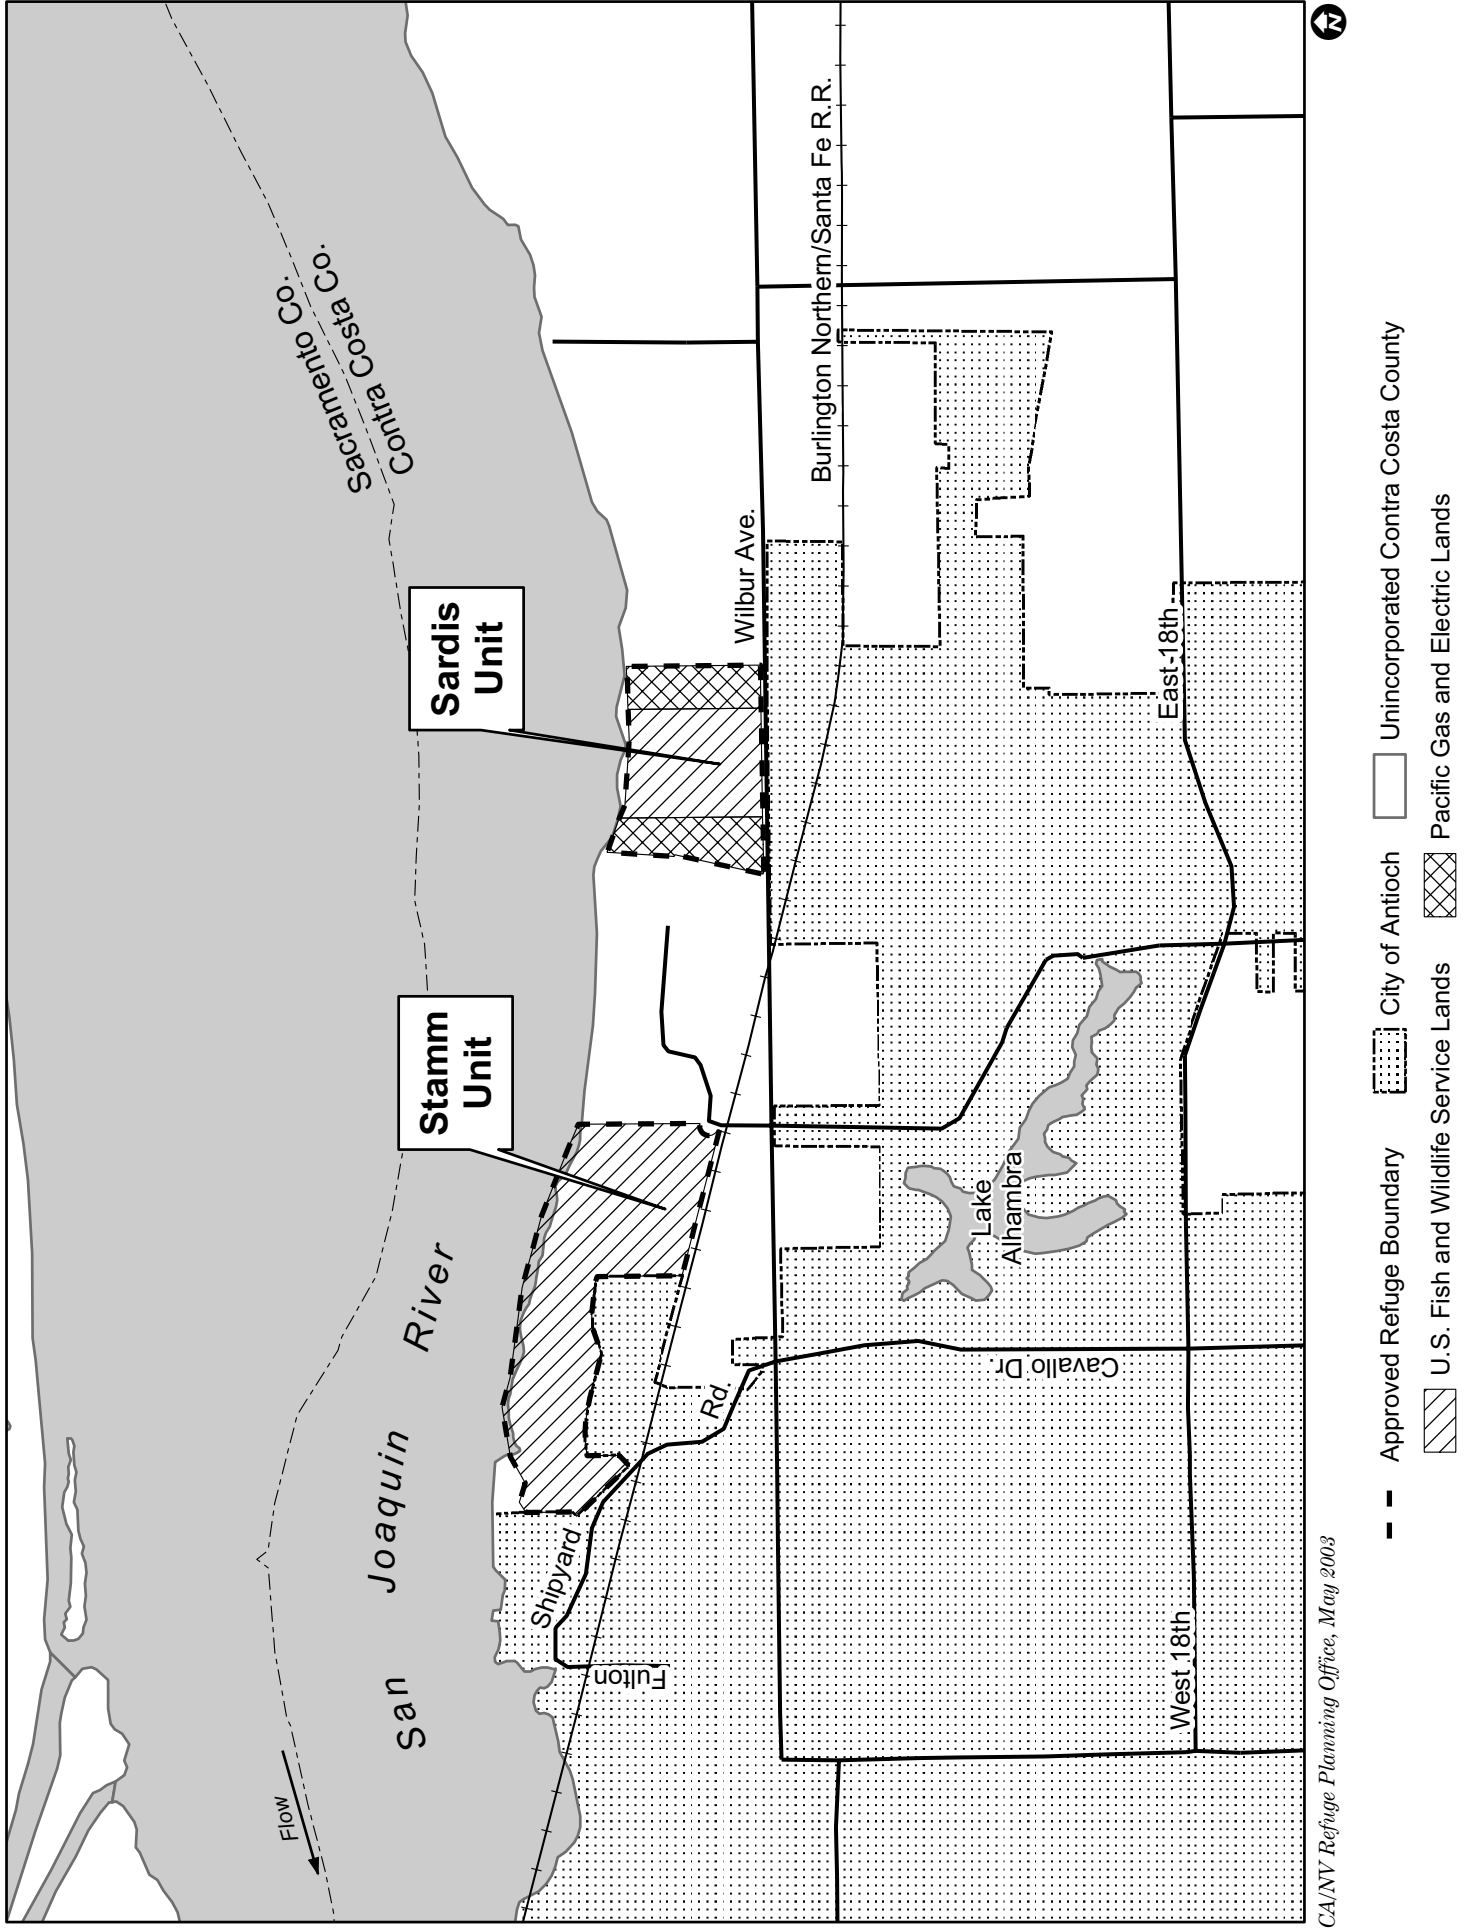 Sacramento Co.
Contra Costa Co.
Sardis
Unit
Stamm
Unit
San Joaquin River
Flow
Wilbur Ave.
Burlington Northern/Santa Fe R.R.
Shipyard Rd.
Fulton
Cavallo Dr.
Lake
Alhambra
West 18th
East 18th
N
CA/NV Refuge Planning Office, May 2003
Approved Refuge Boundary
City of Antioch
Unincorporated Contra Costa County
U.S. Fish and Wildlife Service Lands
Pacific Gas and Electric Lands